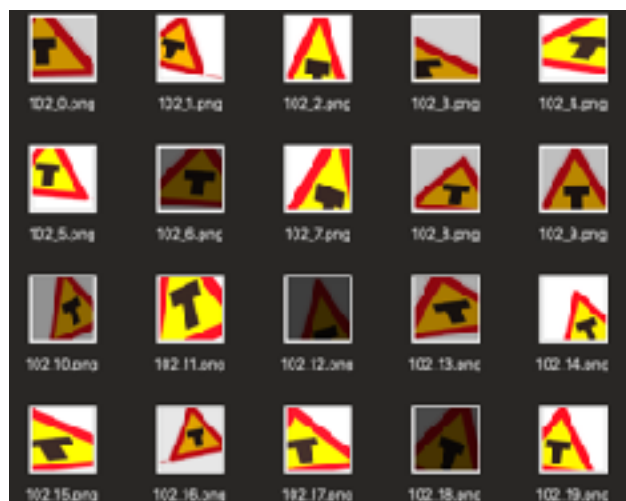 102_0.png 102_1.png 102_2.png 102_3.png 102_4.png
102_5.png 102_6.png 102_7.png 102_8.png 102_9.png
102_10.png 102_11.png 102_12.png 102_13.png 102_14.png
102_15.png 102_16.png 102_17.png 102_18.png 102_19.png